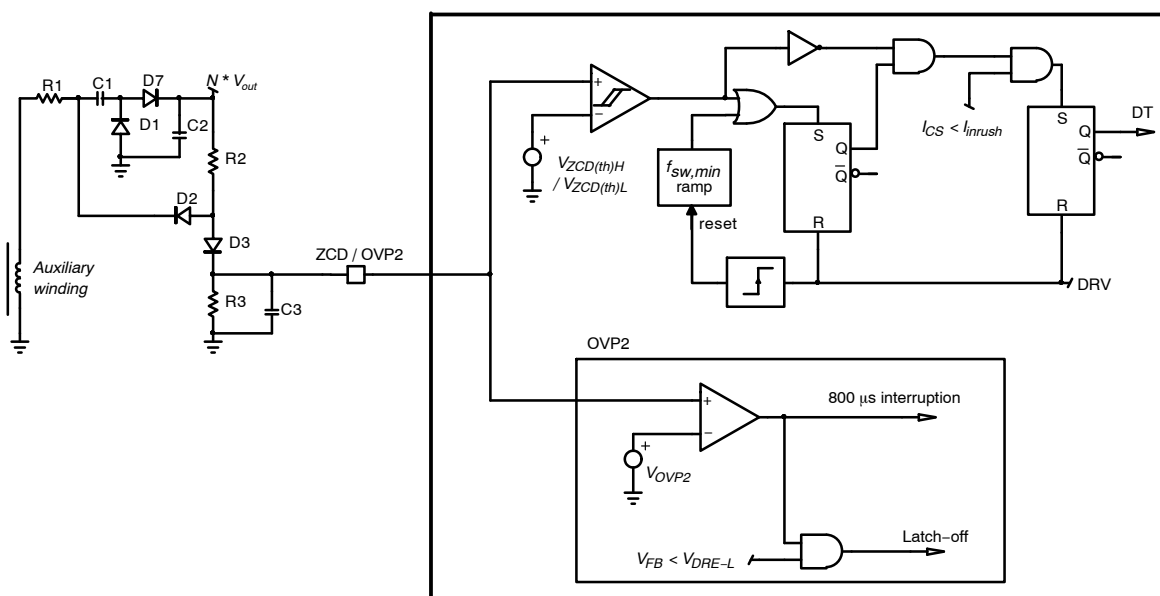 R1
C1
D7
N * Vout
D1
C2
R2
D2
D3
Auxiliary
winding
R3
C3
ZCD / OVP2
+
−
+
VZCD(th)H
/ VZCD(th)L
fsw,min
ramp
reset
S
Q
Q
R
ICS < Iinrush
S
Q
Q
R
DT
DRV
OVP2
+
−
+
VOVP2
800 μs interruption
VFB < VDRE−L
Latch−off